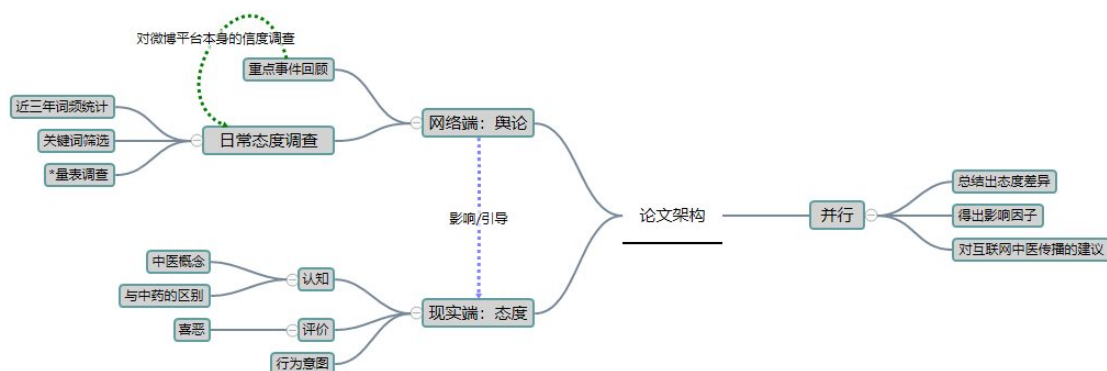 对微博平台本身的信度调查
重点事件回顾
近三年词频统计
关键词筛选
*量表调查
日常态度调查
网络端：舆论
影响/引导
论文架构
并行
总结出态度差异
得出影响因子
对互联网中医传播的建议
中医概念
与中药的区别
认知
喜恶
评价
行为意图
现实端：态度